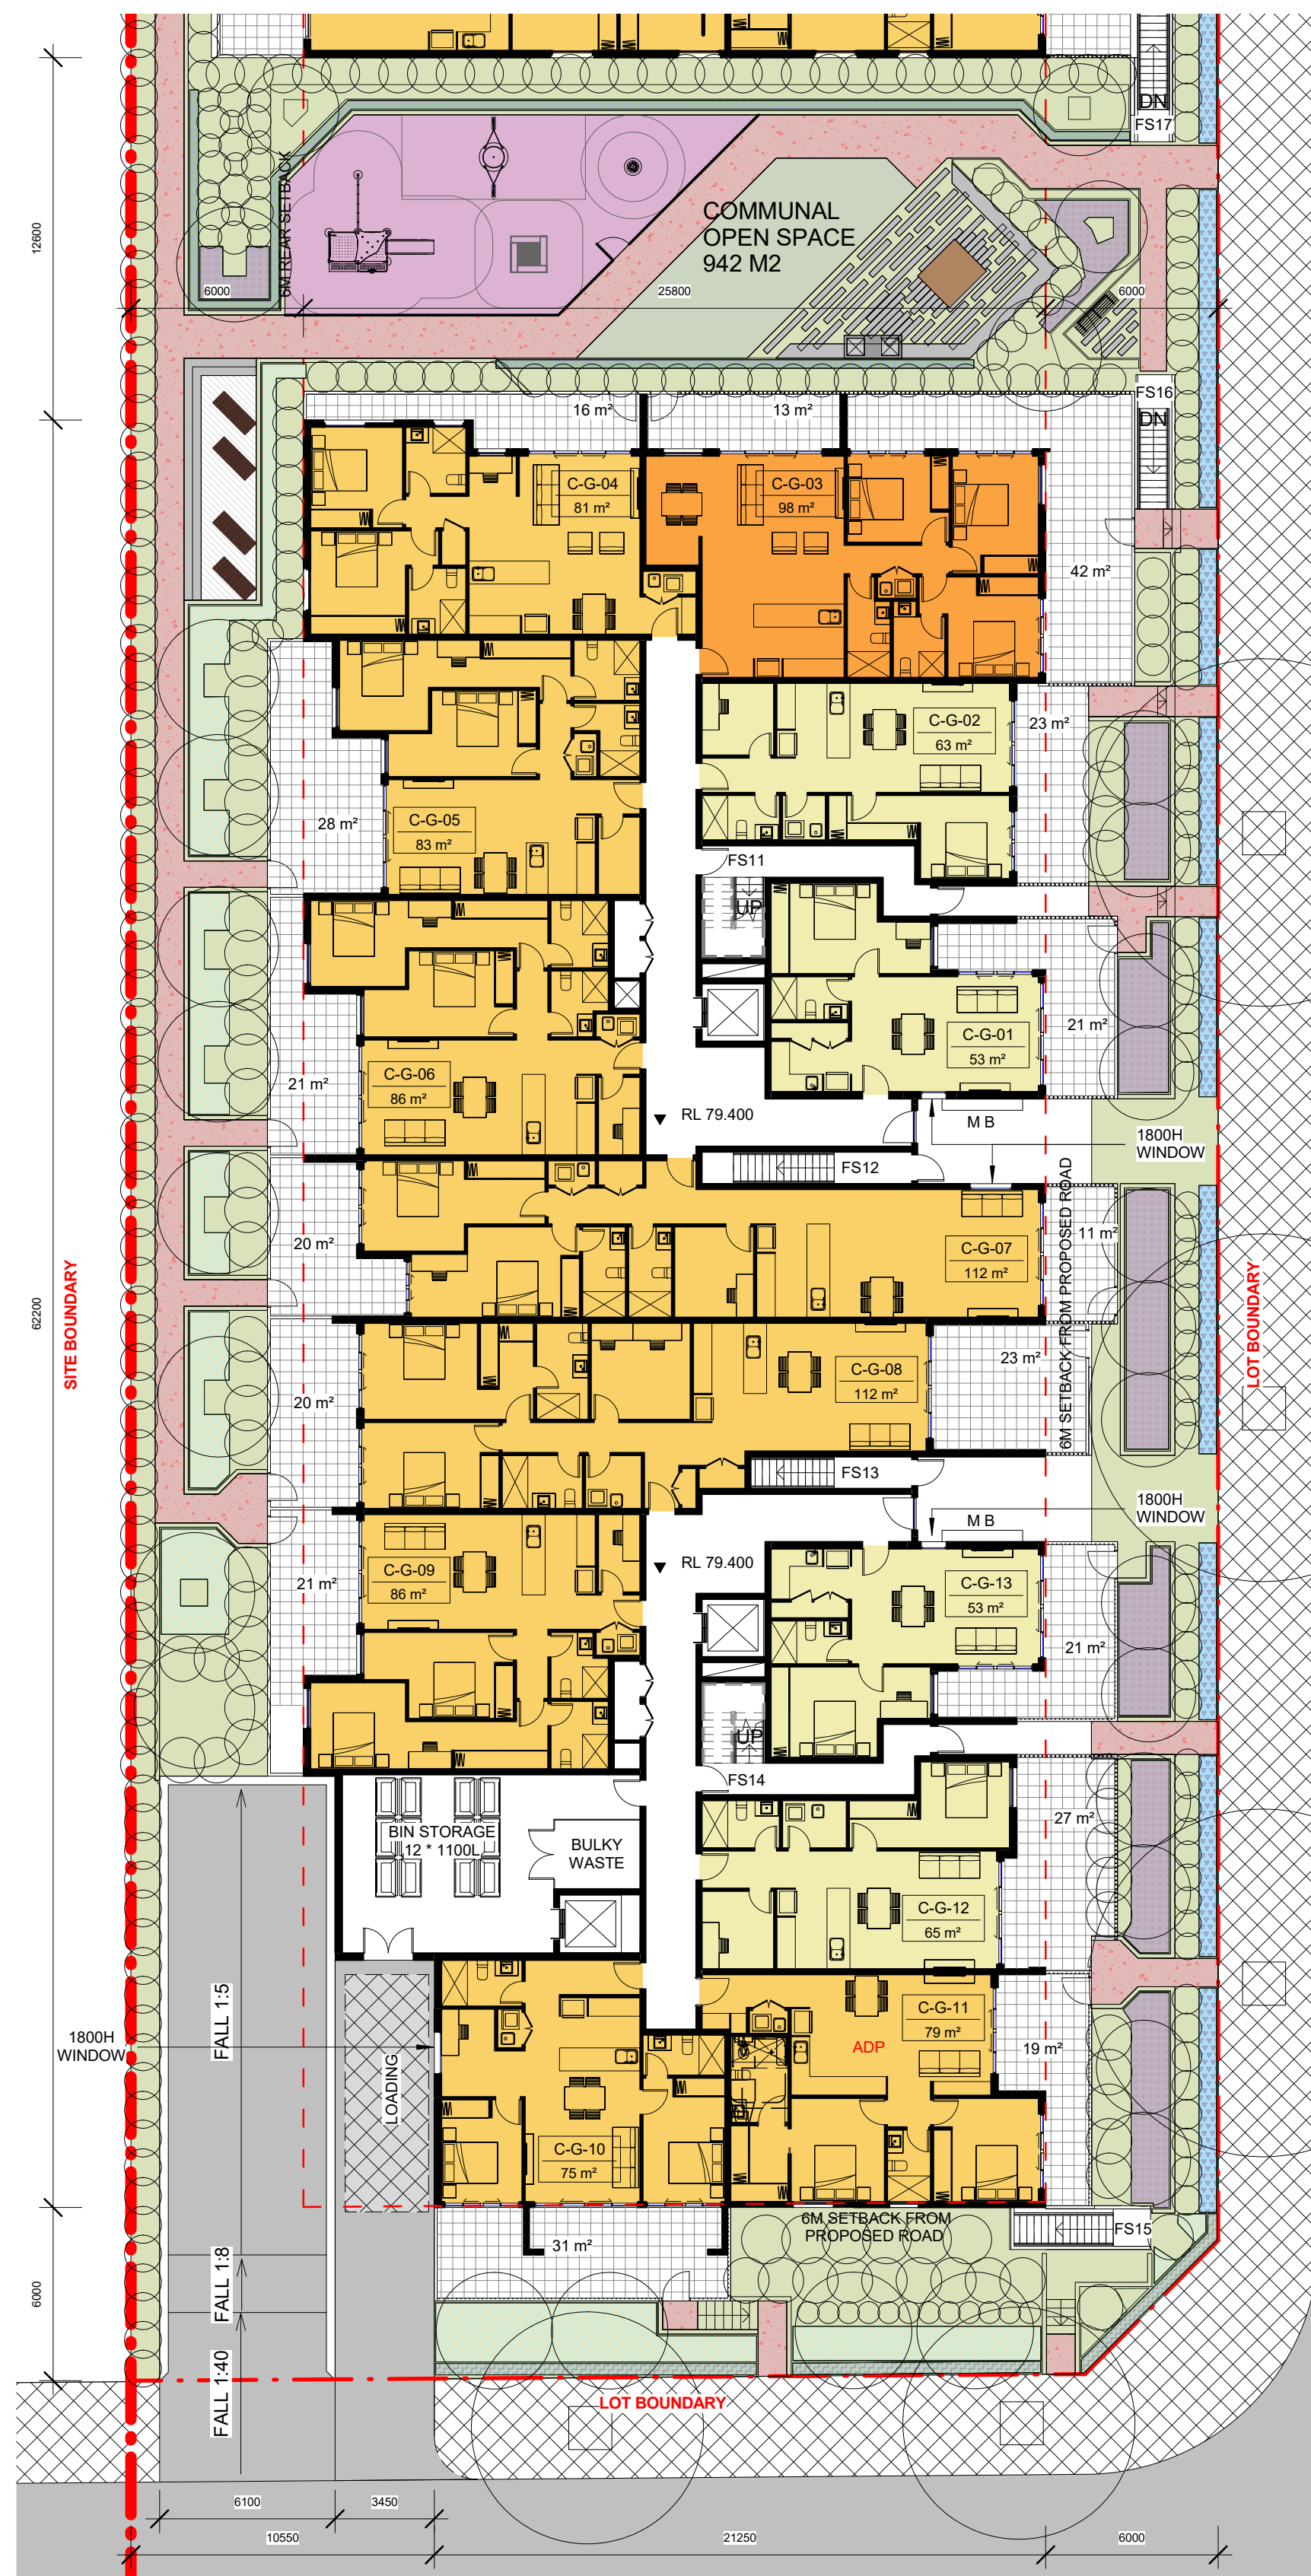 DN
FS17
6M REAR SETBACK
COMMUNAL
OPEN SPACE
942 M2
12600
6000
25800
6000
FS16
DN
16 m²
13 m²
C-G-04
81 m²
C-G-03
98 m²
42 m²
C-G-02
63 m²
23 m²
28 m²
C-G-05
83 m²
FS11
UP
C-G-01
53 m²
21 m²
C-G-06
86 m²
21 m²
RL 79.400
M B
1800H
WINDOW
FS12
20 m²
C-G-07
112 m²
11 m²
6M SETBACK FROM PROPOSED ROAD
SITE BOUNDARY
62200
LOT BOUNDARY
C-G-08
112 m²
23 m²
20 m²
FS13
1800H
WINDOW
M B
RL 79.400
C-G-09
86 m²
21 m²
C-G-13
53 m²
21 m²
UP
FS14
27 m²
BIN STORAGE
12 * 1100L
BULKY
WASTE
C-G-12
65 m²
C-G-11
79 m²
ADP
19 m²
1800H
WINDOW
FALL 1:5
LOADING
C-G-10
75 m²
6M SETBACK FROM
PROPOSED ROAD
FS15
31 m²
FALL 1:8
6000
FALL 1:40
LOT BOUNDARY
6100
3450
10550
21250
6000